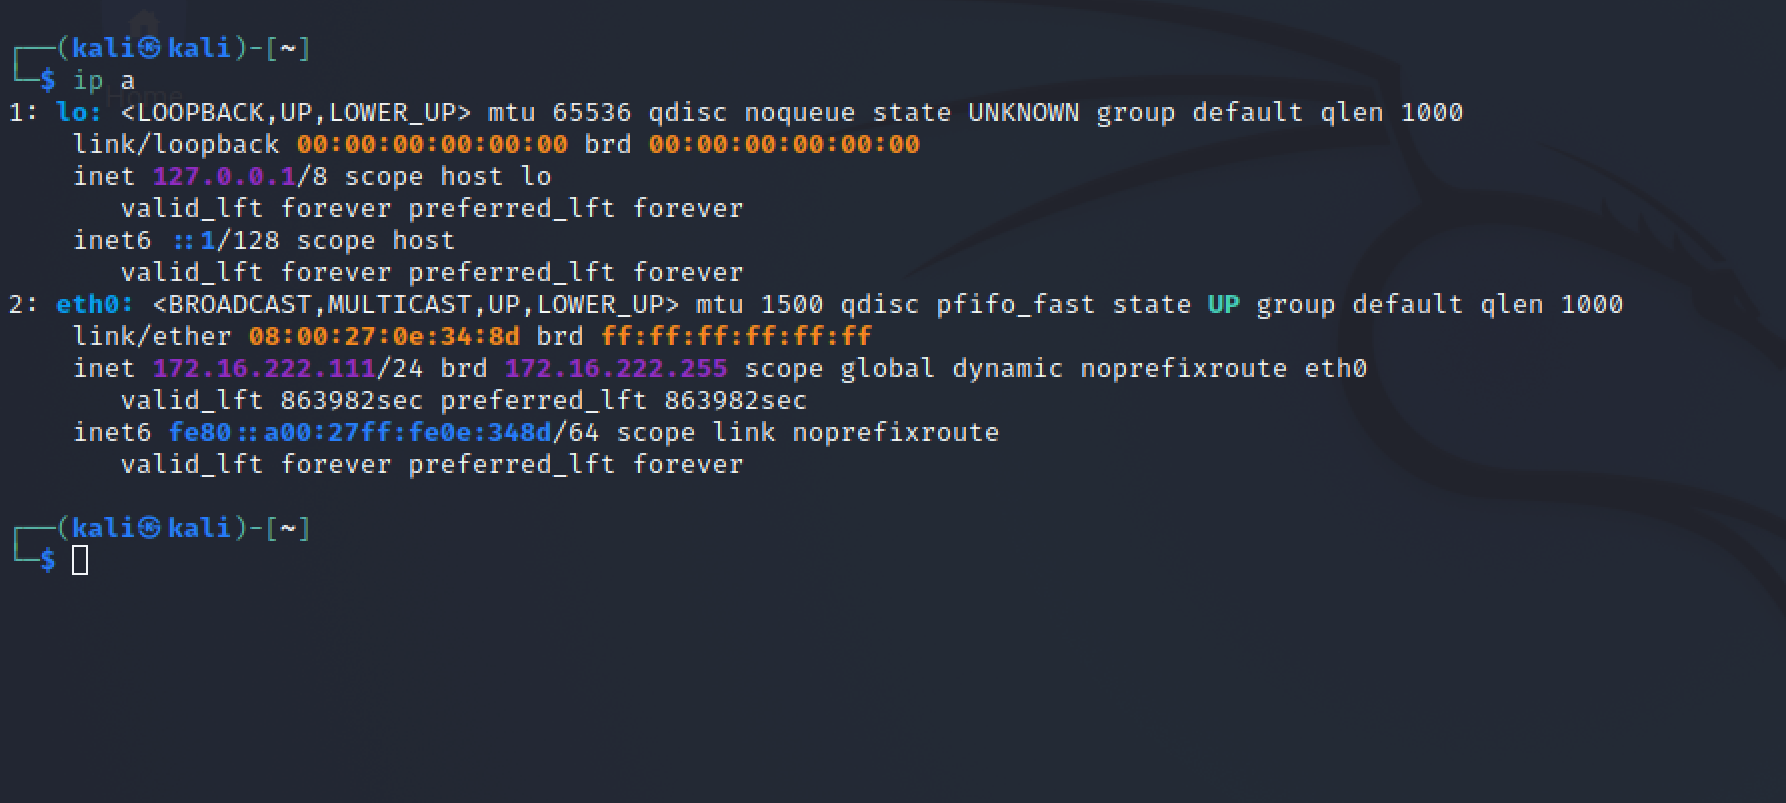 ┌──(kali㉿kali)-[~]
└─$ ip a
1: lo: <LOOPBACK,UP,LOWER_UP> mtu 65536 qdisc noqueue state UNKNOWN group default qlen 1000
    link/loopback 00:00:00:00:00:00 brd 00:00:00:00:00:00
    inet 127.0.0.1/8 scope host lo
       valid_lft forever preferred_lft forever
    inet6 ::1/128 scope host
       valid_lft forever preferred_lft forever
2: eth0: <BROADCAST,MULTICAST,UP,LOWER_UP> mtu 1500 qdisc pfifo_fast state UP group default qlen 1000
    link/ether 08:00:27:0e:34:8d brd ff:ff:ff:ff:ff:ff
    inet 172.16.222.111/24 brd 172.16.222.255 scope global dynamic noprefixroute eth0
       valid_lft 863982sec preferred_lft 863982sec
    inet6 fe80::a00:27ff:fe0e:348d/64 scope link noprefixroute
       valid_lft forever preferred_lft forever
┌──(kali㉿kali)-[~]
└─$
Home